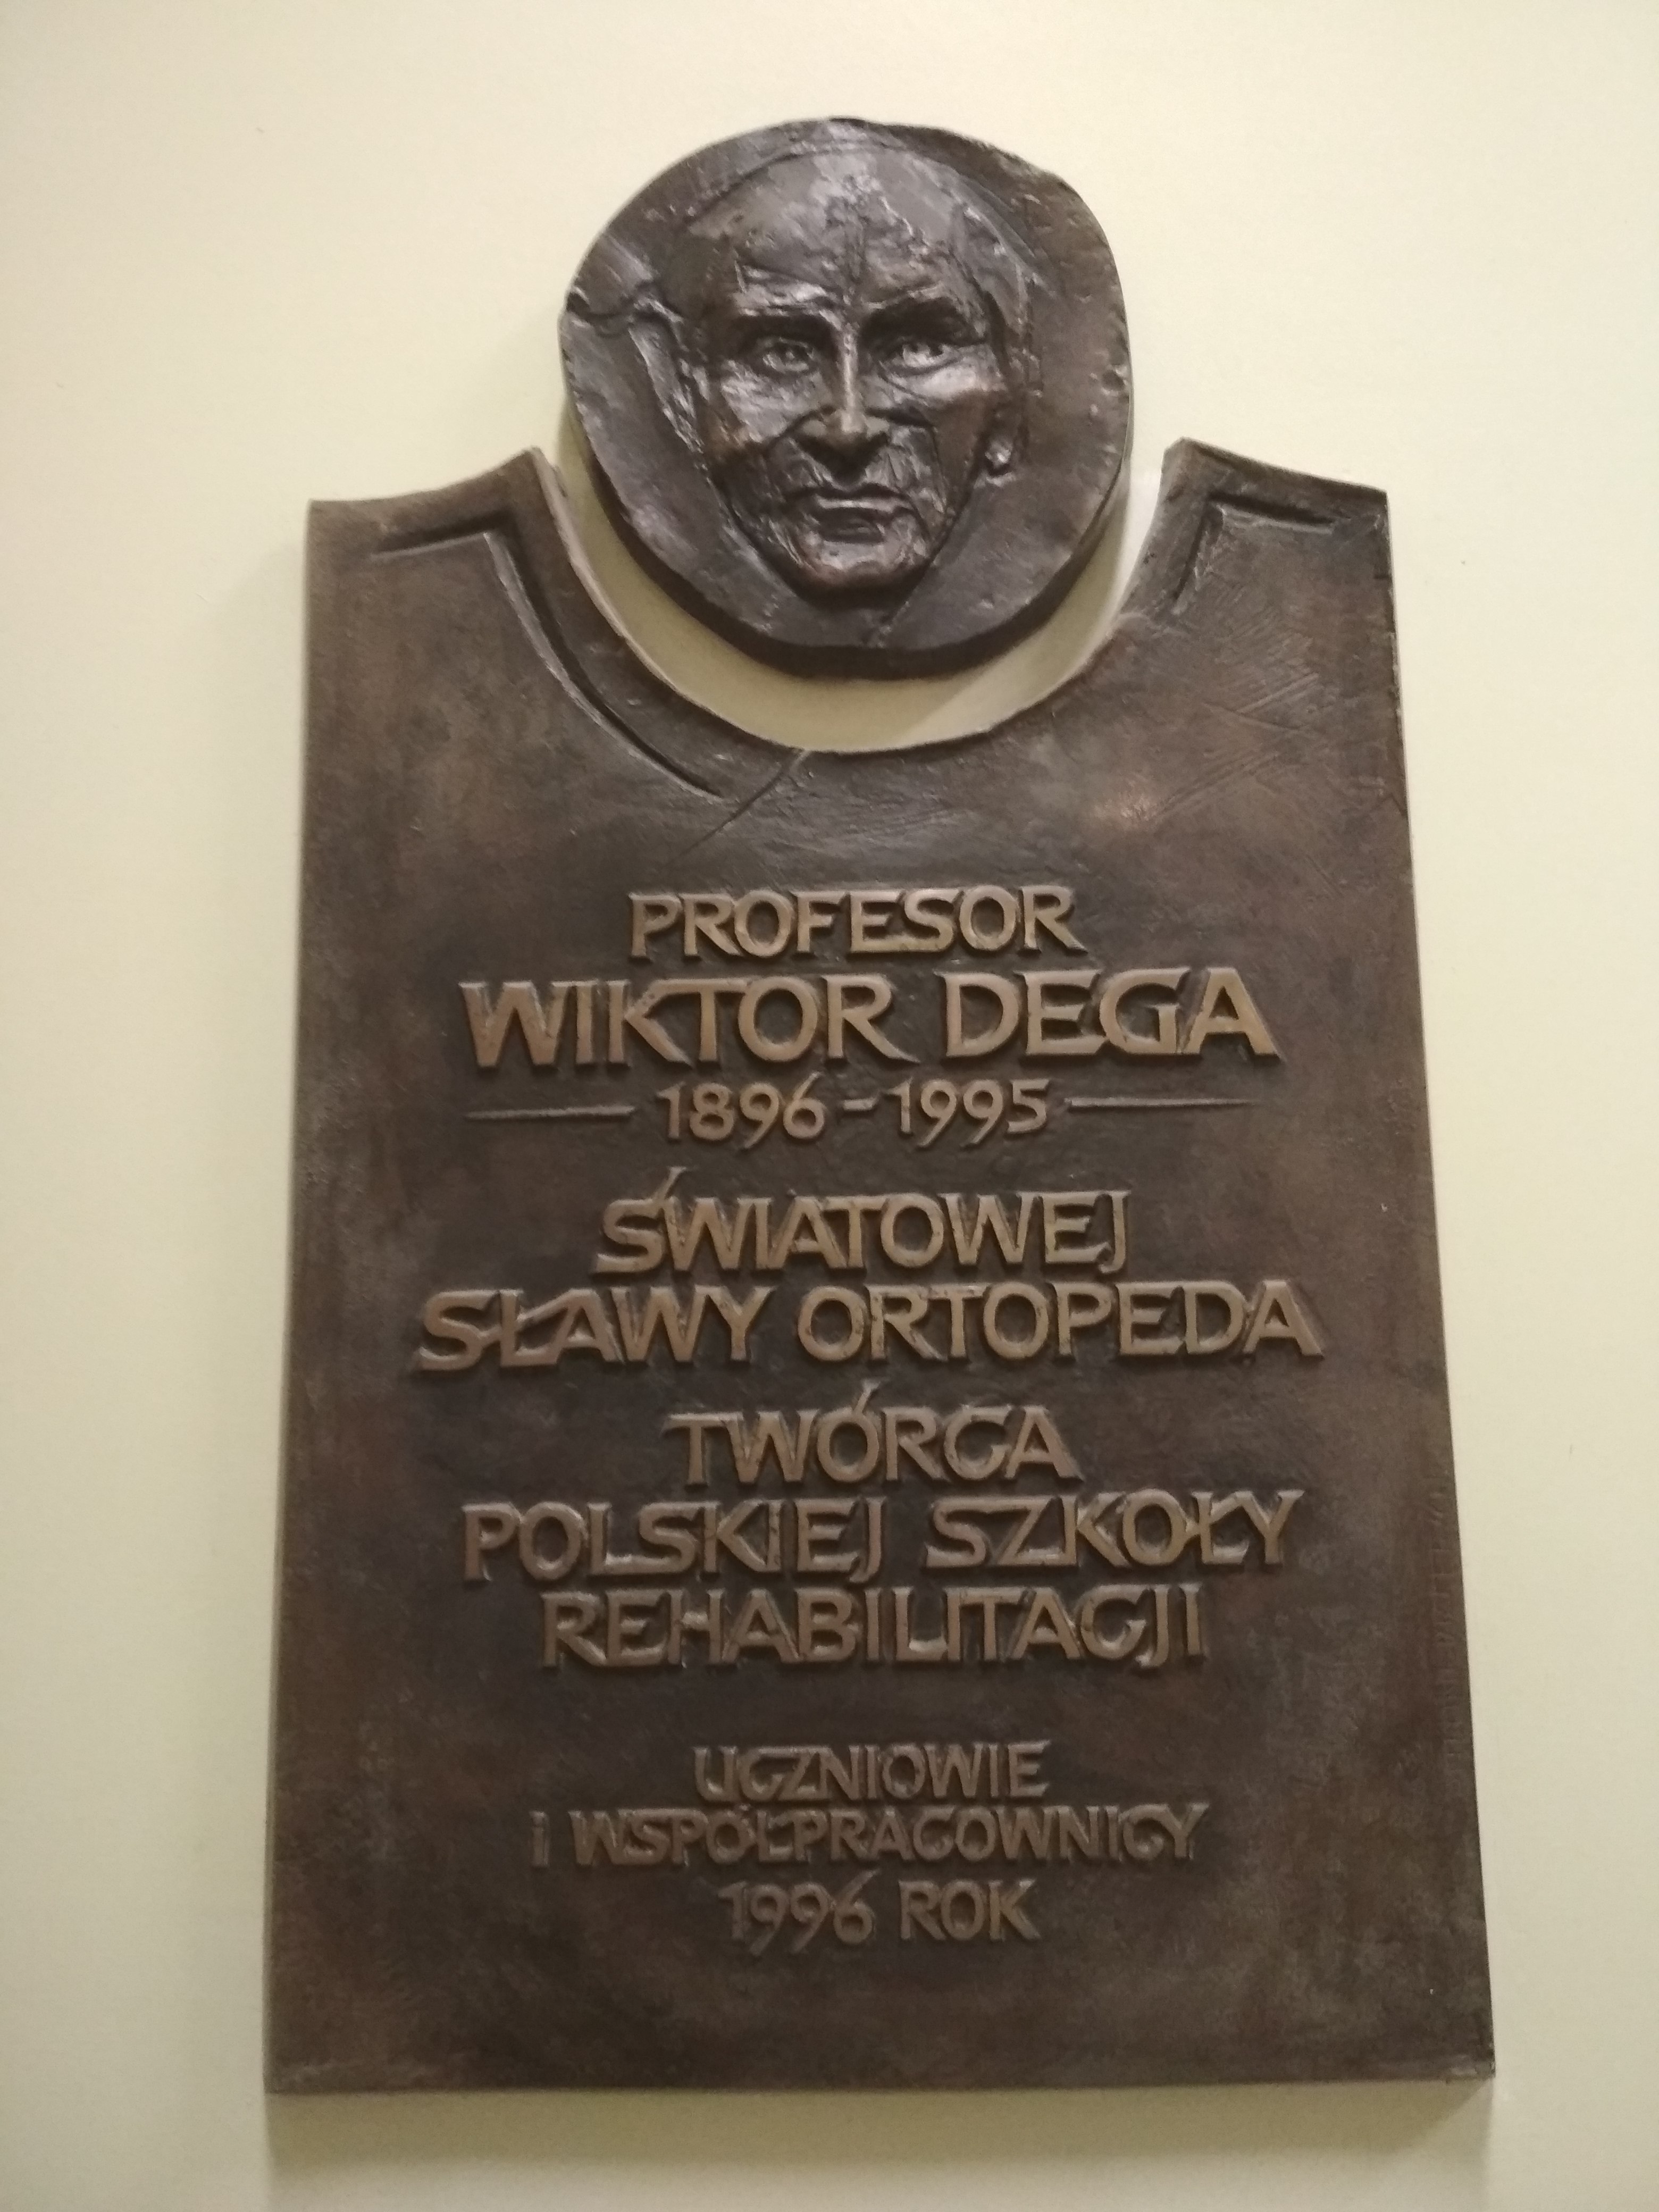 PROFESOR
WIKTOR DEGA
1896 - 1995
ŚWIATOWEJ
SŁAWY ORTOPEDA
TWÓRCA
POLSKIEJ SZKOŁY
REHABILITACJI
UCZNIOWIE
i WSPÓŁPRACOWNICY
1996 ROK